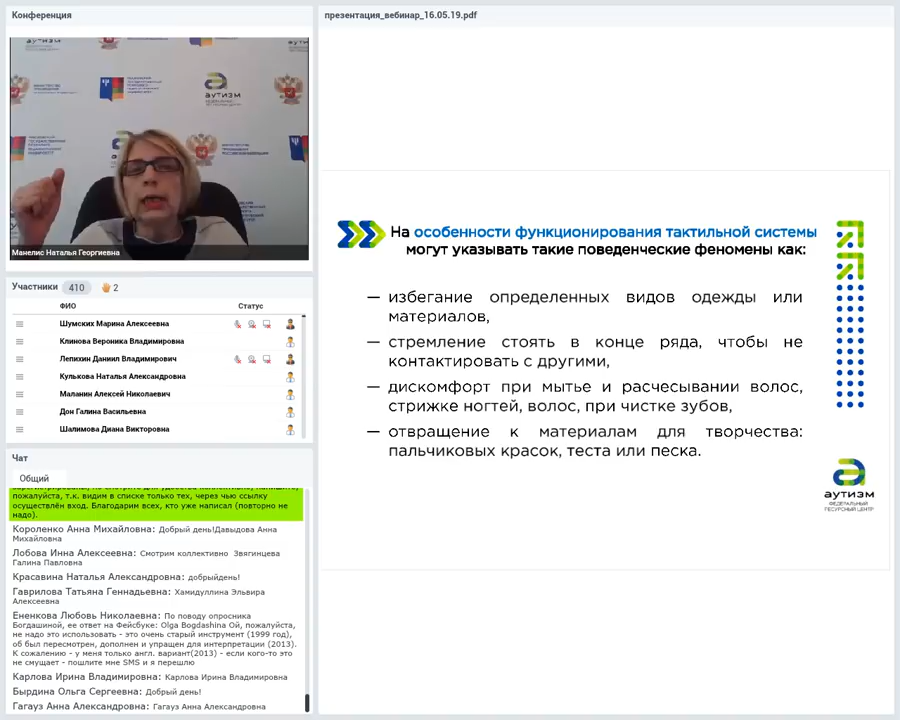 Конференция
аутизм
Манелис Наталья Георгиевна
Участники 410 2
ФИО Статус
Шумских Марина Алексеевна
Клинова Вероника Владимировна
Лепихин Даниил Владимирович
Кулькова Наталья Александровна
Маланин Алексей Николаевич
Дон Галина Васильевна
Шалимова Диана Викторовна
Чат
Общий
пожалуйста, т.к. видим в списке только тех, через чью ссылку
осуществлён вход. Благодарим всех, кто уже написал (повторно не
надо).
Короленко Анна Михайловна: Добрый день!Давыдова Анна
Михайловна
Лобова Инна Алексеевна: Смотрим коллективно Звягинцева
Галина Павловна
Красавина Наталья Александровна: добрыйдень!
Гаврилова Татьяна Геннадьевна: Хамидуллина Эльвира
Алексеевна
Ененкова Любовь Николаевна: По поводу опросника
Богдашиной, ее ответ на Фейсбуке: Olga Bogdashina Ой, пожалуйста,
не надо это использовать - это очень старый инструмент (1999 год),
об был пересмотрен, дополнен и упращен для интерпретации (2013).
К сожалению - у меня только англ. вариант(2013) - если кого-то это
не смущает - пошлите мне SMS и я перешлю
Карлова Ирина Владимировна: Карлова Ирина Владимировна
Бырдина Ольга Сергеевна: Добрый день!
Гагауз Анна Александровна: Гагауз Анна Александровна
презентация_вебинар_16.05.19.pdf
На особенности функционирования тактильной системы
могут указывать такие поведенческие феномены как:
— избегание определенных видов одежды или
материалов,
— стремление стоять в конце ряда, чтобы не
контактировать с другими,
— дискомфорт при мытье и расчесывании волос,
стрижке ногтей, волос, при чистке зубов,
— отвращение к материалам для творчества:
пальчиковых красок, теста или песка.
аутизм
ФЕДЕРАЛЬНЫЙ
РЕСУРСНЫЙ ЦЕНТР